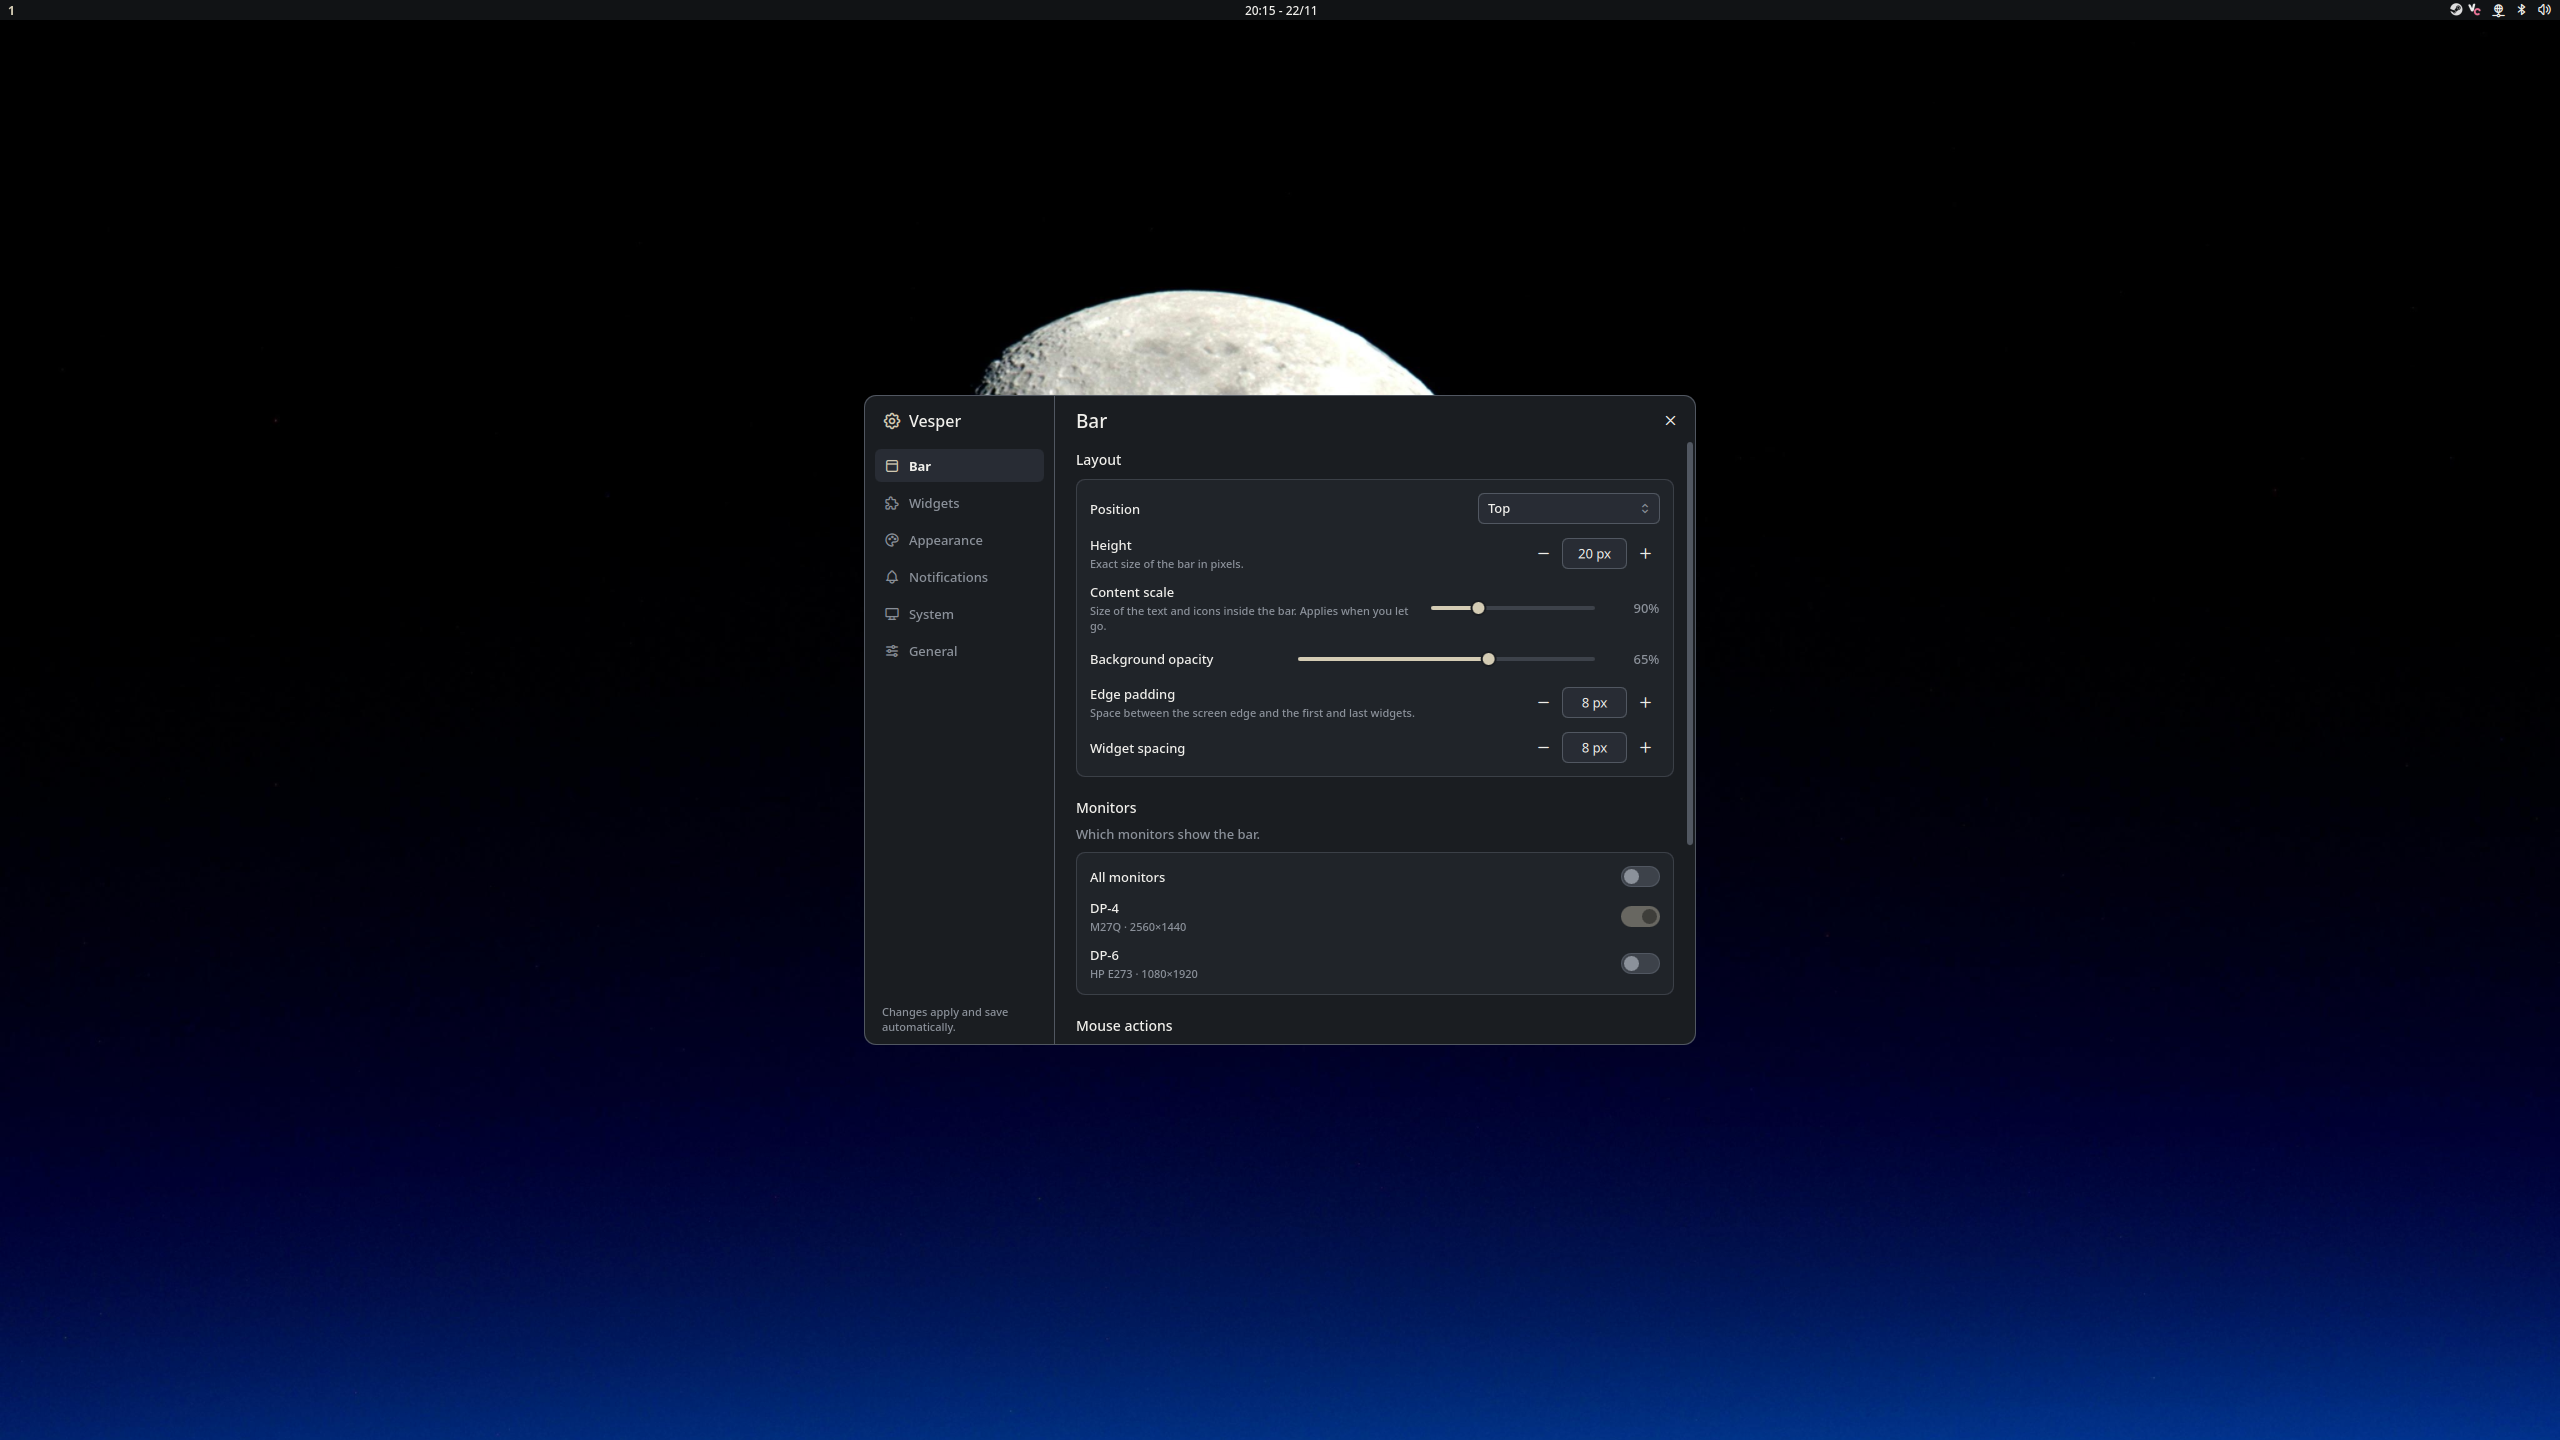 1
20:15 - 22/11
Vesper
Bar
Widgets
Appearance
Notifications
System
General
Changes apply and save
automatically.
Bar
Layout
Position
Top
Height
Exact size of the bar in pixels.
20 px
Content scale
Size of the text and icons inside the bar. Applies when you let
go.
90%
Background opacity
65%
Edge padding
Space between the screen edge and the first and last widgets.
8 px
Widget spacing
8 px
Monitors
Which monitors show the bar.
All monitors
DP-4
M27Q · 2560×1440
DP-6
HP E273 · 1080×1920
Mouse actions